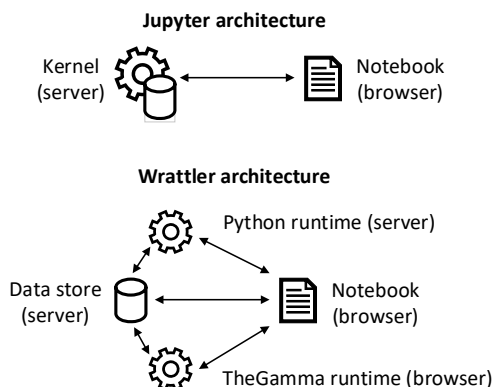 Jupyter architecture
Kernel
(server)
Notebook
(browser)
Wrattler architecture
Python runtime (server)
Data store
(server)
Notebook
(browser)
TheGamma runtime (browser)